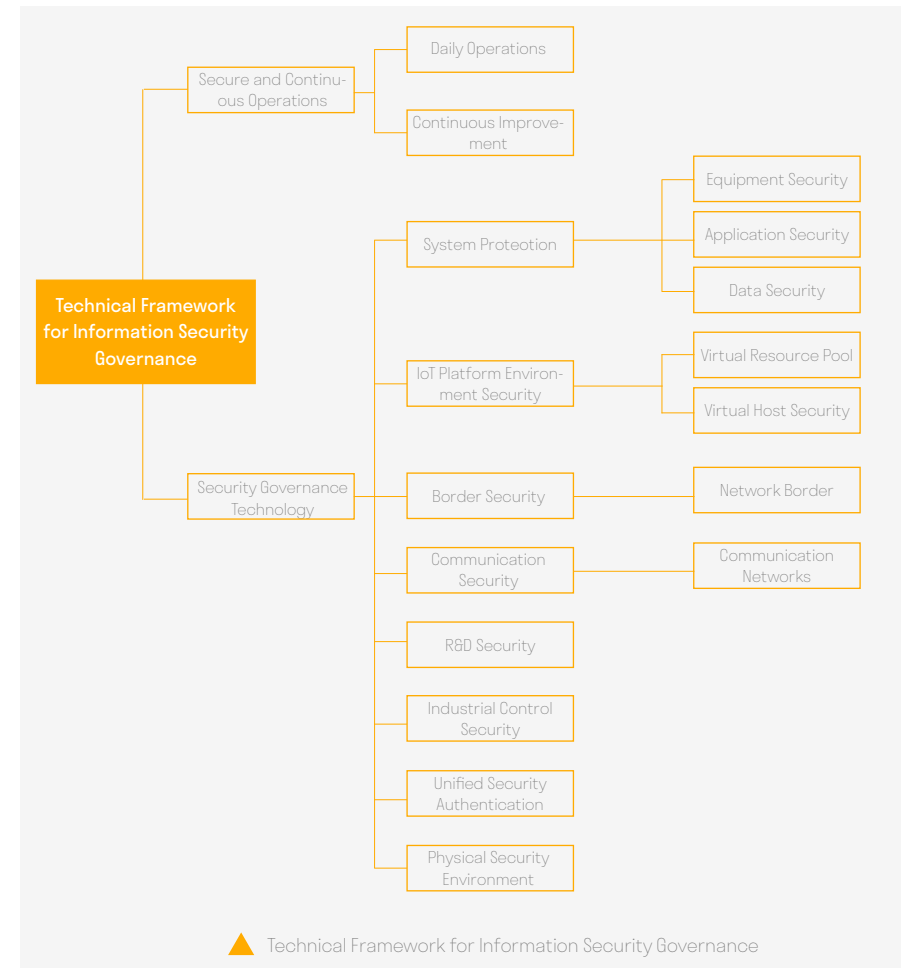 Technical Framework
for Information Security
Governance
Secure and Continu-
ous Operations
Daily Operations
Continuous Improve-
ment
Security Governance
Technology
System Protection
Equipment Security
Application Security
Data Security
IoT Platform Environ-
ment Security
Virtual Resource Pool
Virtual Host Security
Border Security
Network Border
Communication
Security
Communication
Networks
R&D Security
Industrial Control
Security
Unified Security
Authentication
Physical Security
Environment
Technical Framework for Information Security Governance